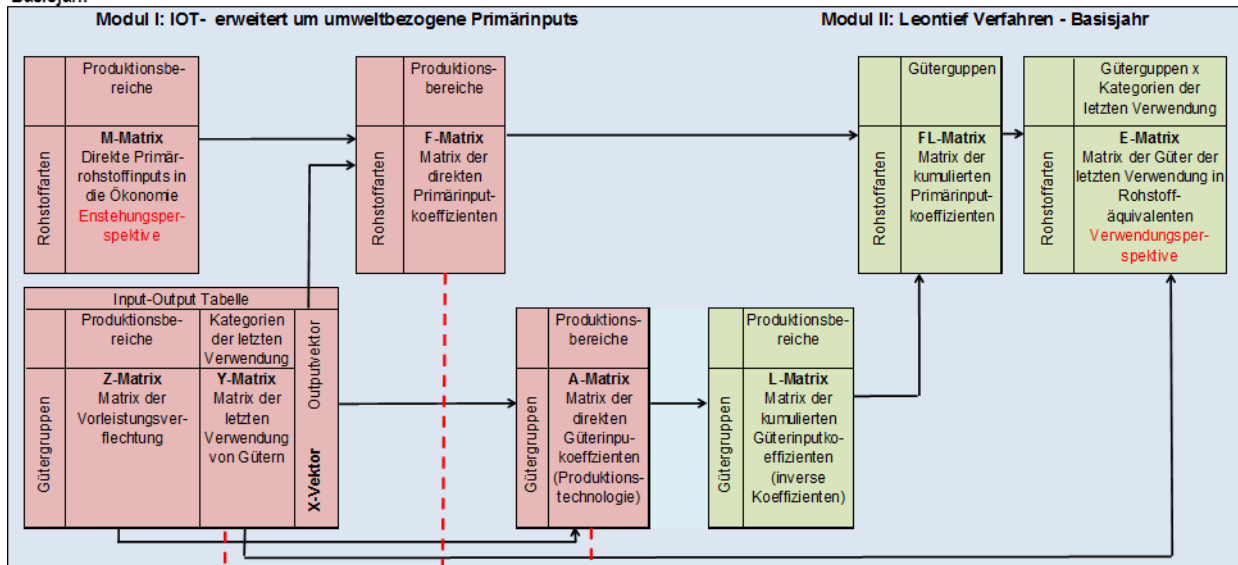 Modul I: IOT- erweitert um umweltbezogene Primärinputs
Modul II: Leontief Verfahren - Basisjahr
Produktionsbe-
reiche
Rohstoffarten
M-Matrix
Direkte Primär-
rohstoffinputs in
die Ökonomie
Enstehungsper-
spektive
Produktions-
bereiche
Rohstoffarten
F-Matrix
Matrix der
direkten
Primärinput-
koeffizienten
Güterguppen
Rohstoffarten
FL-Matrix
Matrix der
kumulierten
Primärinput-
koeffizienten
Güterguppen x
Kategorien der
letzten Verwendung
Rohstoffarten
E-Matrix
Matrix der Güter der
letzten Verwendung in
Rohstoff-
äquivalenten
Verwendungsper-
spektive
Input-Output Tabelle
Produktionsbe-
reiche
Kategorien
der letzten
Verwendung
Gütergruppen
Z-Matrix
Matrix der
Vorleistungsver-
flechtung
Y-Matrix
Matrix der
letzten
Verwendung
von Gütern
X-Vektor Outputvektor
Produktions-
bereiche
Gütergruppen
A-Matrix
Matrix der
direkten
Güterinpu-
koeffzienten
(Produktions-
technologie)
Produktionsbe-
reiche
Gütergruppen
L-Matrix
Matrix der
kumulierten
Güterinputko-
effizienten
(inverse
Koeffizienten)